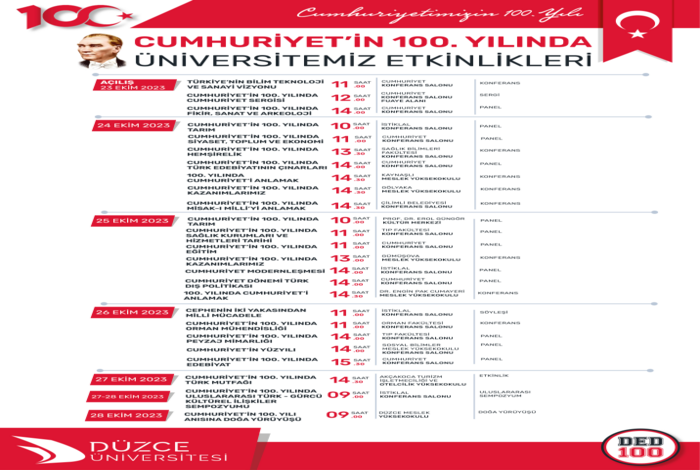 100
Cumhuriyetimizin 100. Yılı
CUMHURİYET'İN 100. YILINDA
ÜNİVERSİTEMİZ ETKİNLİKLERİ
AÇILIŞ
23 EKİM 2023
TÜRKİYE'NİN BİLİM TEKNOLOJİ
VE SANAT VİZYONU
11 SAAT .00
CUMHURİYET
KONFERANS SALONU
KONFERANS
CUMHURİYET'İN 100. YILINDA
CUMHURİYET SERGİSİ
12 SAAT .00
CUMHURİYET
KONFERANS SALONU
FUAYE ALANI
SERGİ
CUMHURİYET'İN 100. YILINDA
FİKİR, SANAT VE ARKEOLOJİ
14 SAAT .00
CUMHURİYET
KONFERANS SALONU
PANEL
24 EKİM 2023
CUMHURİYET'İN 100. YILINDA
TARIM
10 SAAT .00
İSTİKLAL
KONFERANS SALONU
PANEL
CUMHURİYET'İN 100. YILINDA
SİYASET, TOPLUM VE EKONOMİ
11 SAAT .00
CUMHURİYET
KONFERANS SALONU
PANEL
CUMHURİYET'İN 100. YILINDA
HEMŞİRELİK
13 SAAT .30
SAĞLIK BİLİMLERİ
FAKÜLTESİ
KONFERANS SALONU
PANEL
CUMHURİYET'İN 100. YILINDA
TÜRK EDEBİYATININ ÇINARLARI
14 SAAT .00
CUMHURİYET
KONFERANS SALONU
PANEL
100. YILINDA
CUMHURİYET'İ ANLAMAK
14 SAAT .30
KAYNAŞLI
MESLEK YÜKSEKOKULU
KONFERANS
CUMHURİYET'İN 100. YILINDA
KAZANIMLARIMIZ
14 SAAT .30
GÖLYAKA
MESLEK YÜKSEKOKULU
KONFERANS
CUMHURİYET'İN 100. YILINDA
MİSAK-I MİLLİ'Yİ ANLAMAK
14 SAAT .30
ÇİLİMLİ BELEDİYESİ
KONFERANS SALONU
KONFERANS
25 EKİM 2023
CUMHURİYET'İN 100. YILINDA
TARIM
10 SAAT .00
PROF. DR. EROL GÜNGÖR
KÜLTÜR MERKEZİ
PANEL
CUMHURİYET'İN 100. YILINDA
SAĞLIK KURUMLARI VE
HİZMETLERİ TARİHİ
11 SAAT .00
TIP FAKÜLTESİ
KONFERANS SALONU
PANEL
CUMHURİYET'İN 100. YILINDA
EĞİTİM
11 SAAT .00
CUMHURİYET
KONFERANS SALONU
PANEL
CUMHURİYET'İN 100. YILINDA
KAZANIMLARIMIZ
13 SAAT .00
GÜMÜŞOVA
MESLEK YÜKSEKOKULU
KONFERANS
CUMHURİYET MODERNLEŞMESİ
14 SAAT .00
İSTİKLAL
KONFERANS SALONU
PANEL
CUMHURİYET DÖNEMİ TÜRK
DIŞ POLİTİKASI
14 SAAT .00
CUMHURİYET
KONFERANS SALONU
PANEL
100. YILINDA CUMHURİYET'İ
ANLAMAK
14 SAAT .30
DR. ENGİN PAK CUMAYERİ
MESLEK YÜKSEKOKULU
KONFERANS
26 EKİM 2023
CEPHENİN İKİ YAKASINDAN
MİLLİ MÜCADELE
11 SAAT .00
İSTİKLAL
KONFERANS SALONU
SÖYLEŞİ
CUMHURİYET'İN 100. YILINDA
ORMAN MÜHENDİSLİĞİ
11 SAAT .00
ORMAN FAKÜLTESİ
KONFERANS SALONU
KONFERANS
CUMHURİYET'İN 100. YILINDA
PEYZAJ MİMARLIĞI
14 SAAT .00
TIP FAKÜLTESİ
KONFERANS SALONU
PANEL
CUMHURİYET'İN YÜZYILI
14 SAAT .00
SOSYAL BİLİMLER
MESLEK YÜKSEKOKULU
KONFERANS SALONU
PANEL
CUMHURİYET'İN 100. YILINDA
EDEBİYAT
15 SAAT .30
CUMHURİYET
KONFERANS SALONU
PANEL
27 EKİM 2023
CUMHURİYET'İN 100. YILINDA
TÜRK MUTFAĞI
14 SAAT .30
AKÇAKOCA TURİZM
İŞLETMECİLİĞİ VE
OTELCİLİK YÜKSEKOKULU
ETKİNLİK
27-28 EKİM 2023
CUMHURİYET'İN 100. YILINDA
ULUSLARARASI TÜRK - GÜRCÜ
KÜLTÜREL İLİŞKİLER
SEMPOZYUMU
09 SAAT .00
İSTİKLAL
KONFERANS SALONU
ULUSLARARASI
SEMPOZYUM
28 EKİM 2023
CUMHURİYET'İN 100. YILI
ANISINA DOĞA YÜRÜYÜŞÜ
09 SAAT .00
DÜZCE MESLEK
YÜKSEKOKULU
DOĞA YÜRÜYÜŞÜ
DÜZCE
ÜNİVERSİTESİ
DED
100